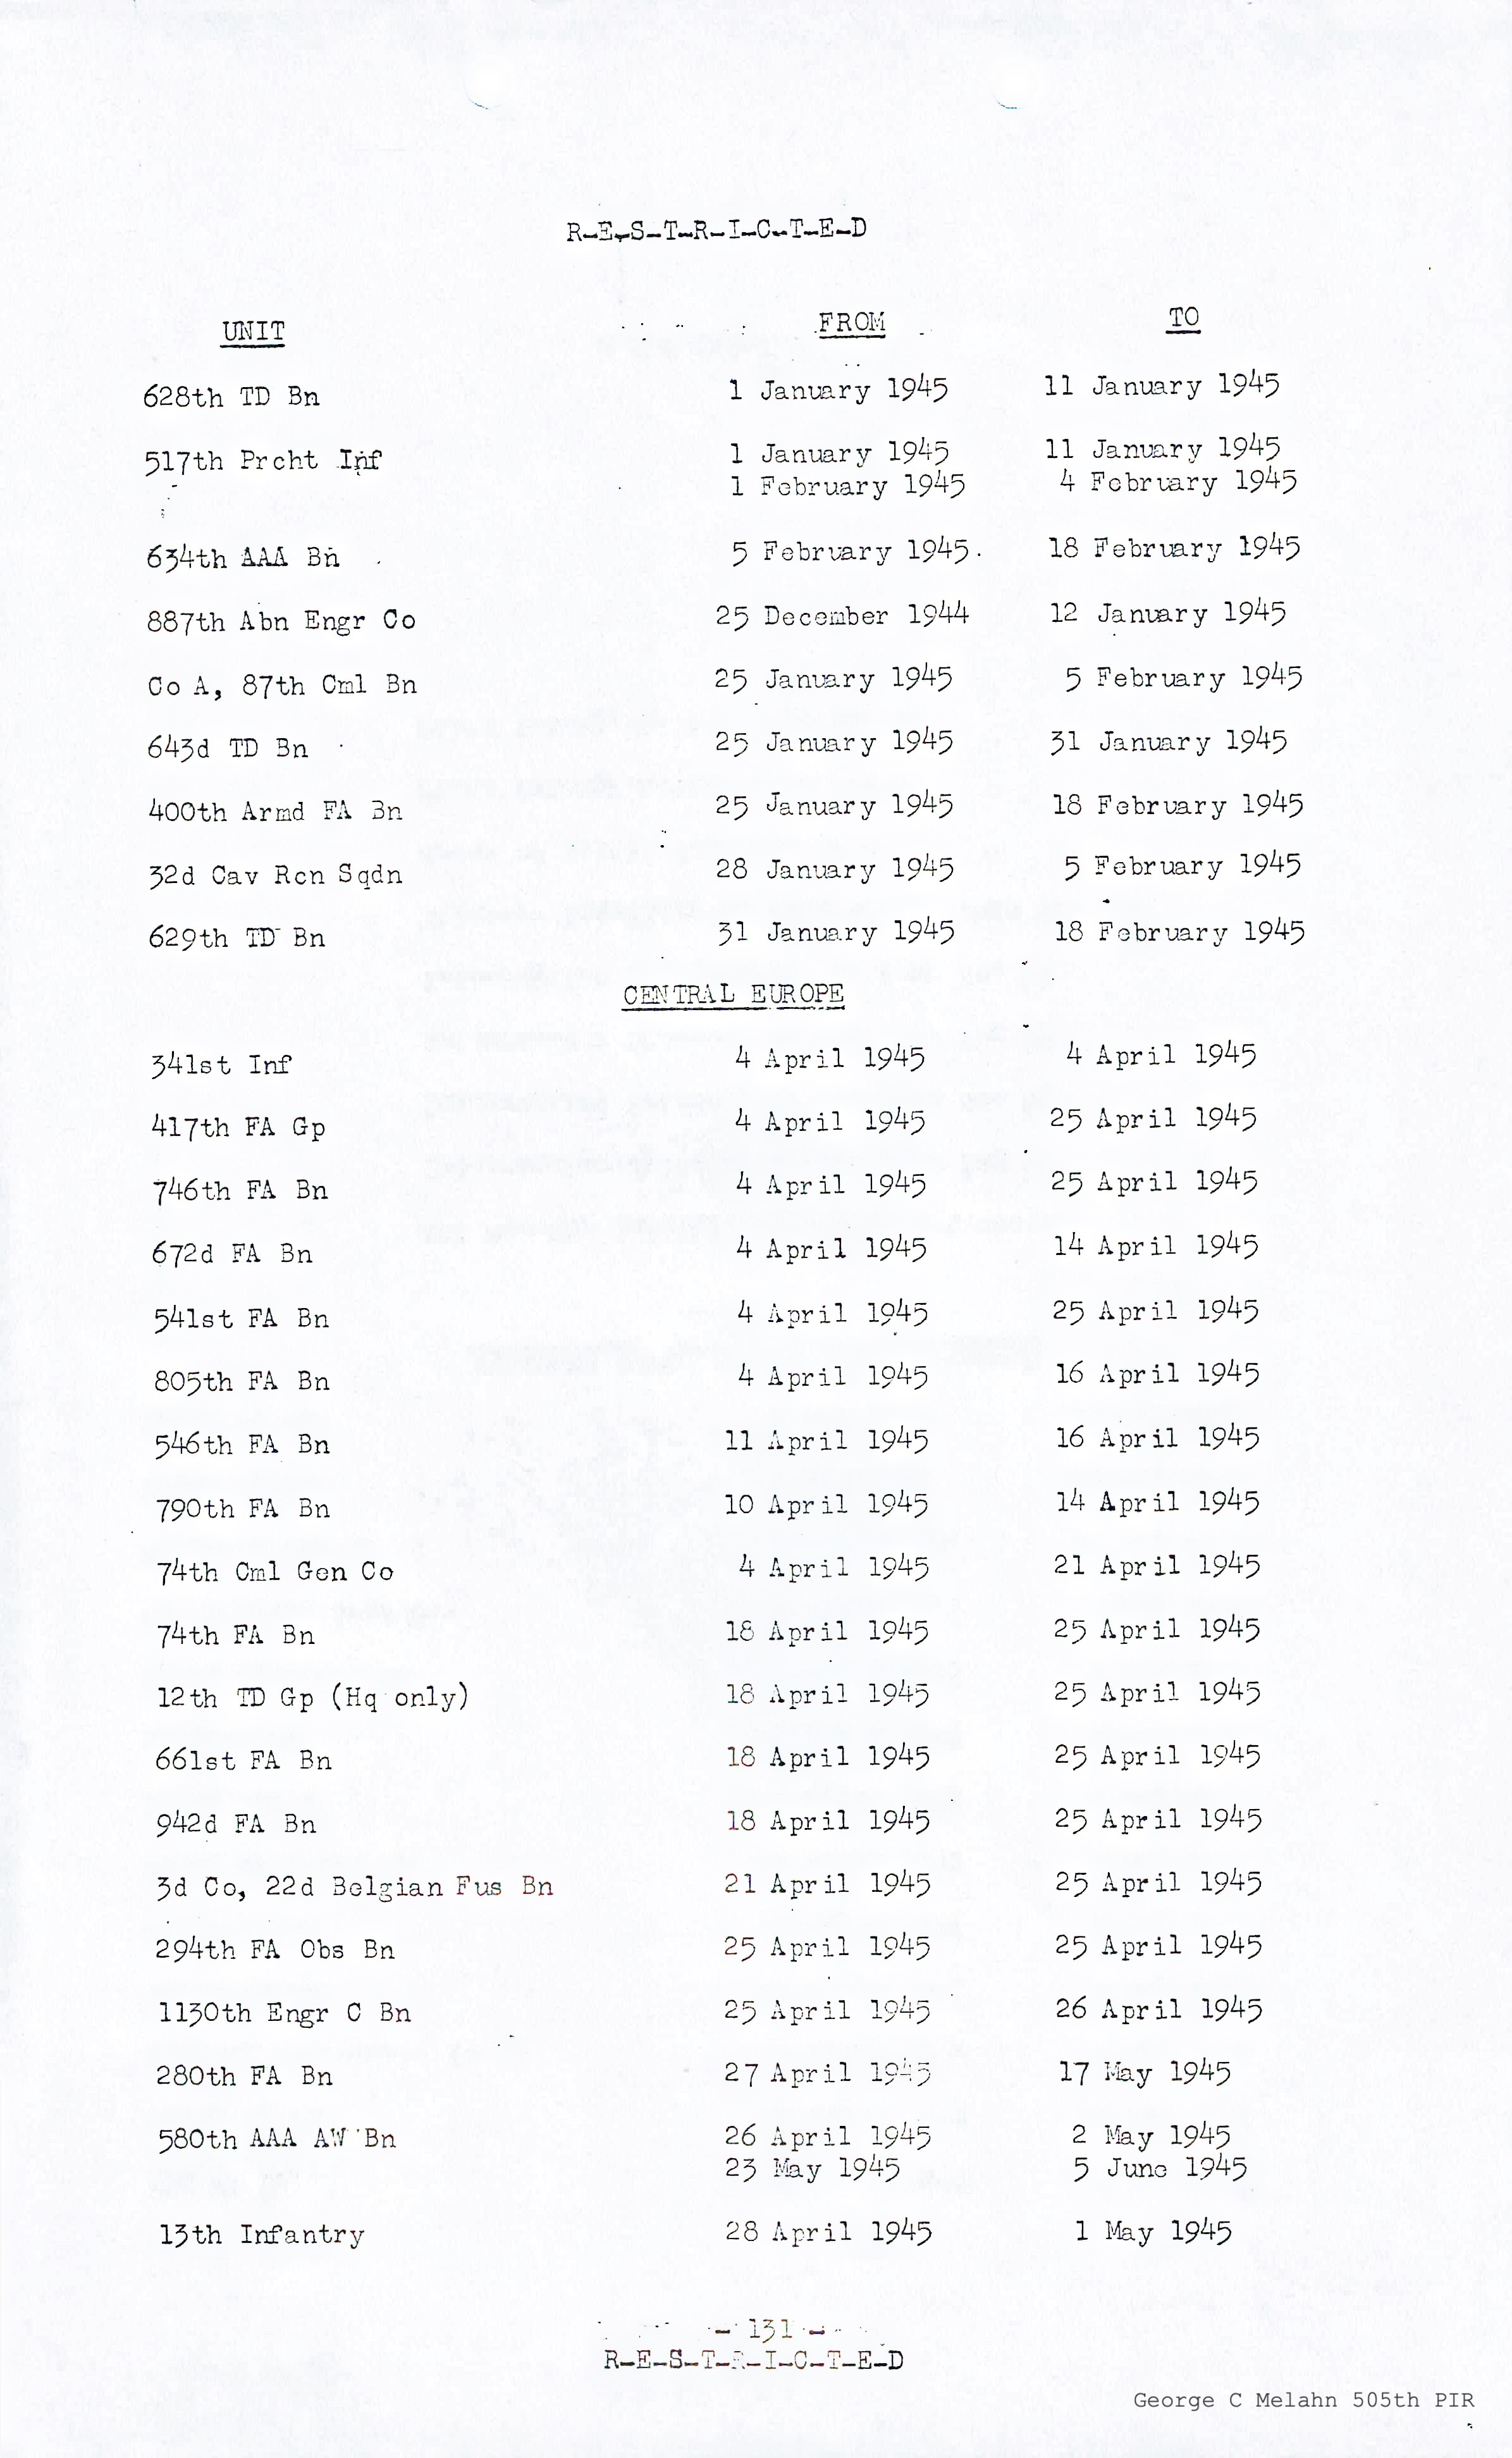 R-E-S-T-R-I-C-T-E-D
UNIT FROM TO
628th TD Bn 1 January 1945 11 January 1945
517th Prcht Inf 1 January 1945 11 January 1945
1 February 1945 4 February 1945
634th AAA Bn 5 February 1945. 18 February 1945
887th Abn Engr Co 25 December 1944 12 January 1945
Co A, 87th Cml Bn 25 January 1945 5 February 1945
643d TD Bn 25 January 1945 31 January 1945
400th Armd FA Bn 25 January 1945 18 February 1945
32d Cav Rcn Sqdn 28 January 1945 5 February 1945
629th TD Bn 31 January 1945 18 February 1945
CENTRAL EUROPE
341st Inf 4 April 1945 4 April 1945
417th FA Gp 4 April 1945 25 April 1945
746th FA Bn 4 April 1945 25 April 1945
672d FA Bn 4 April 1945 14 April 1945
541st FA Bn 4 April 1945 25 April 1945
805th FA Bn 4 April 1945 16 April 1945
546th FA Bn 11 April 1945 16 April 1945
790th FA Bn 10 April 1945 14 April 1945
74th Cml Gen Co 4 April 1945 21 April 1945
74th FA Bn 18 April 1945 25 April 1945
12th TD Gp (Hq only) 18 April 1945 25 April 1945
661st FA Bn 18 April 1945 25 April 1945
942d FA Bn 18 April 1945 25 April 1945
3d Co, 22d Belgian Fus Bn 21 April 1945 25 April 1945
294th FA Obs Bn 25 April 1945 25 April 1945
1130th Engr C Bn 25 April 1945 26 April 1945
280th FA Bn 27 April 1945 17 May 1945
580th AAA AW Bn 26 April 1945 2 May 1945
23 May 1945 5 June 1945
13th Infantry 28 April 1945 1 May 1945
- 131 -
R-E-S-T-R-I-C-T-E-D
George C Melahn 505th PIR